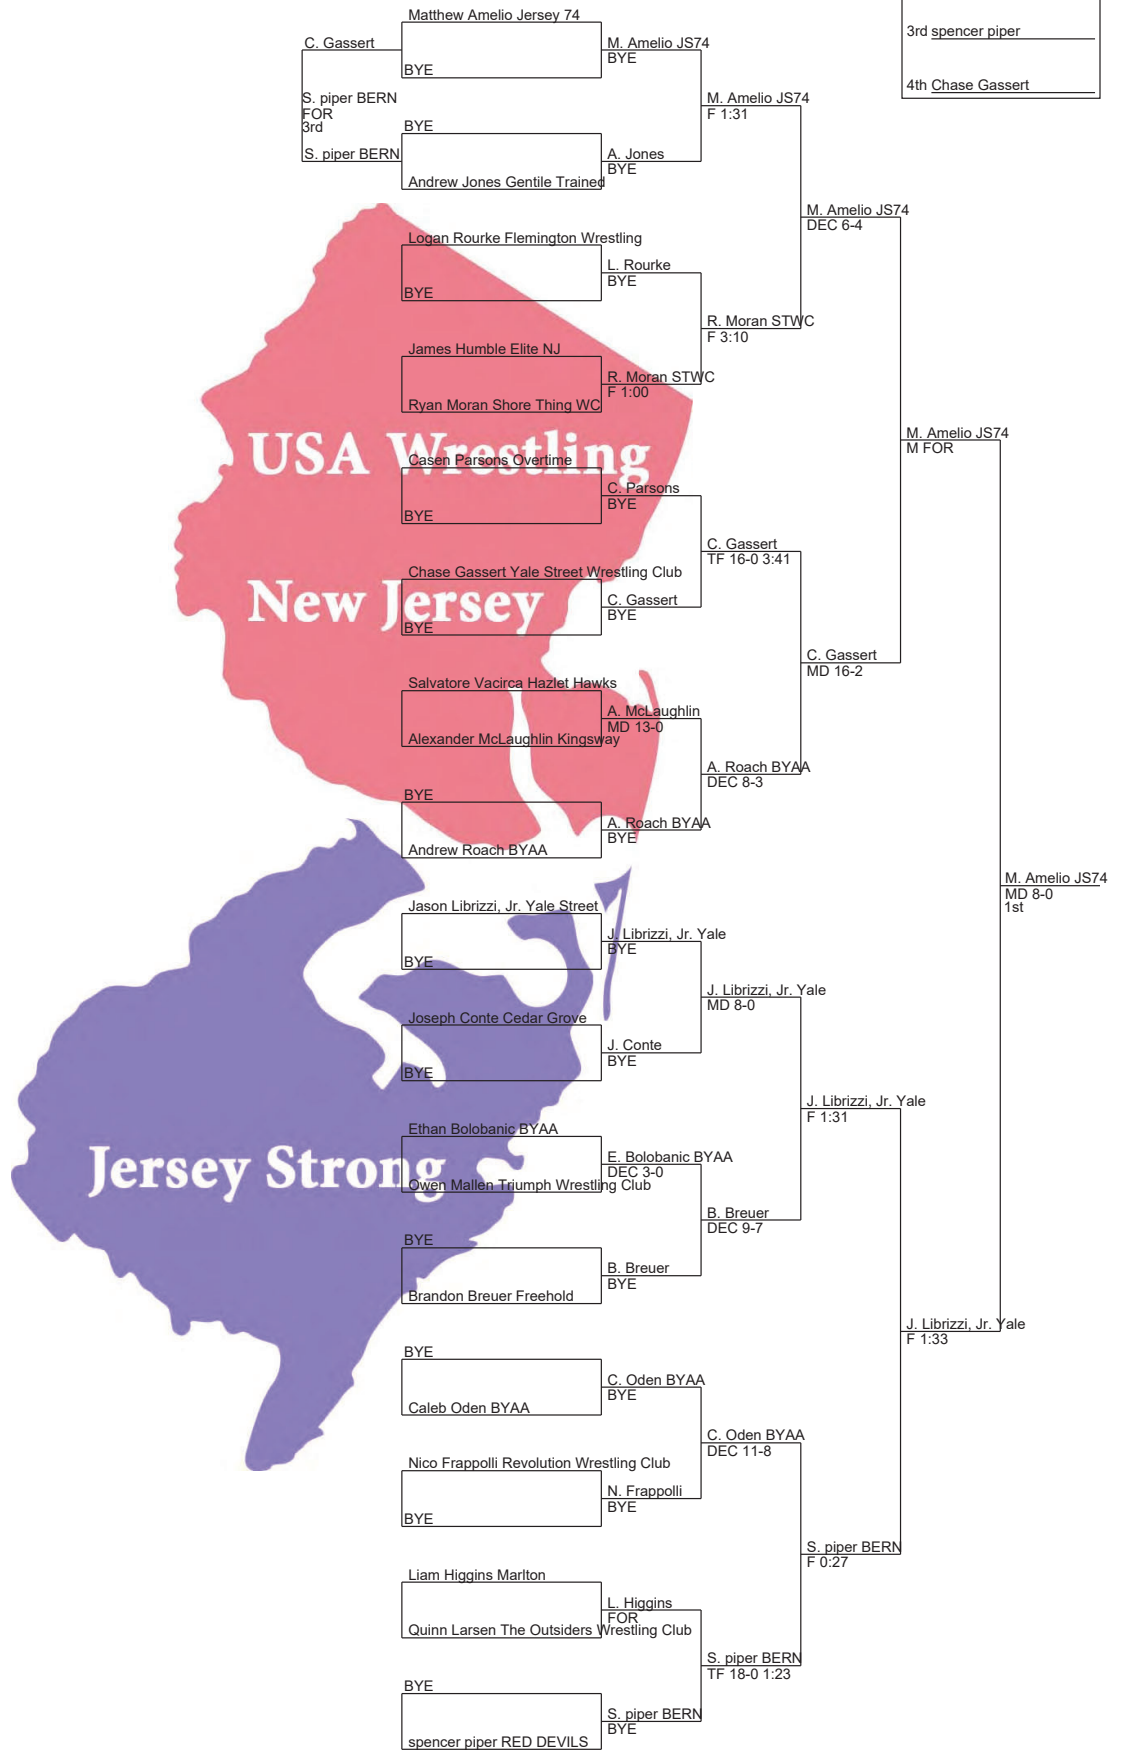 Matthew Amelio Jersey 74
C. Gassert
M. Amelio JS74
BYE
BYE
3rd spencer piper
4th Chase Gassert
S. piper BERN
FOR
3rd
M. Amelio JS74
F 1:31
BYE
S. piper BERN
A. Jones
BYE
Andrew Jones Gentile Trained
M. Amelio JS74
DEC 6-4
Logan Rourke Flemington Wrestling
L. Rourke
BYE
BYE
R. Moran STWC
F 3:10
James Humble Elite NJ
R. Moran STWC
F 1:00
Ryan Moran Shore Thing WC
M. Amelio JS74
M FOR
USA Wrestling
Casen Parsons Overtime
C. Parsons
BYE
BYE
C. Gassert
TF 16-0 3:41
Chase Gassert Yale Street Wrestling Club
New Jersey
C. Gassert
BYE
BYE
C. Gassert
MD 16-2
Salvatore Vacirca Hazlet Hawks
A. McLaughlin
MD 13-0
Alexander McLaughlin Kingsway
A. Roach BYAA
DEC 8-3
BYE
A. Roach BYAA
BYE
Andrew Roach BYAA
M. Amelio JS74
MD 8-0
1st
Jason Librizzi, Jr. Yale Street
J. Librizzi, Jr. Yale
BYE
BYE
J. Librizzi, Jr. Yale
MD 8-0
Joseph Conte Cedar Grove
J. Conte
BYE
BYE
J. Librizzi, Jr. Yale
F 1:31
Ethan Bolobanic BYAA
Jersey Strong
E. Bolobanic BYAA
DEC 3-0
Owen Mallen Triumph Wrestling Club
B. Breuer
DEC 9-7
BYE
B. Breuer
BYE
Brandon Breuer Freehold
J. Librizzi, Jr. Yale
F 1:33
BYE
C. Oden BYAA
BYE
Caleb Oden BYAA
C. Oden BYAA
DEC 11-8
Nico Frappolli Revolution Wrestling Club
N. Frappolli
BYE
BYE
S. piper BERN
F 0:27
Liam Higgins Marlton
L. Higgins
FOR
Quinn Larsen The Outsiders Wrestling Club
S. piper BERN
TF 18-0 1:23
BYE
S. piper BERN
BYE
spencer piper RED DEVILS